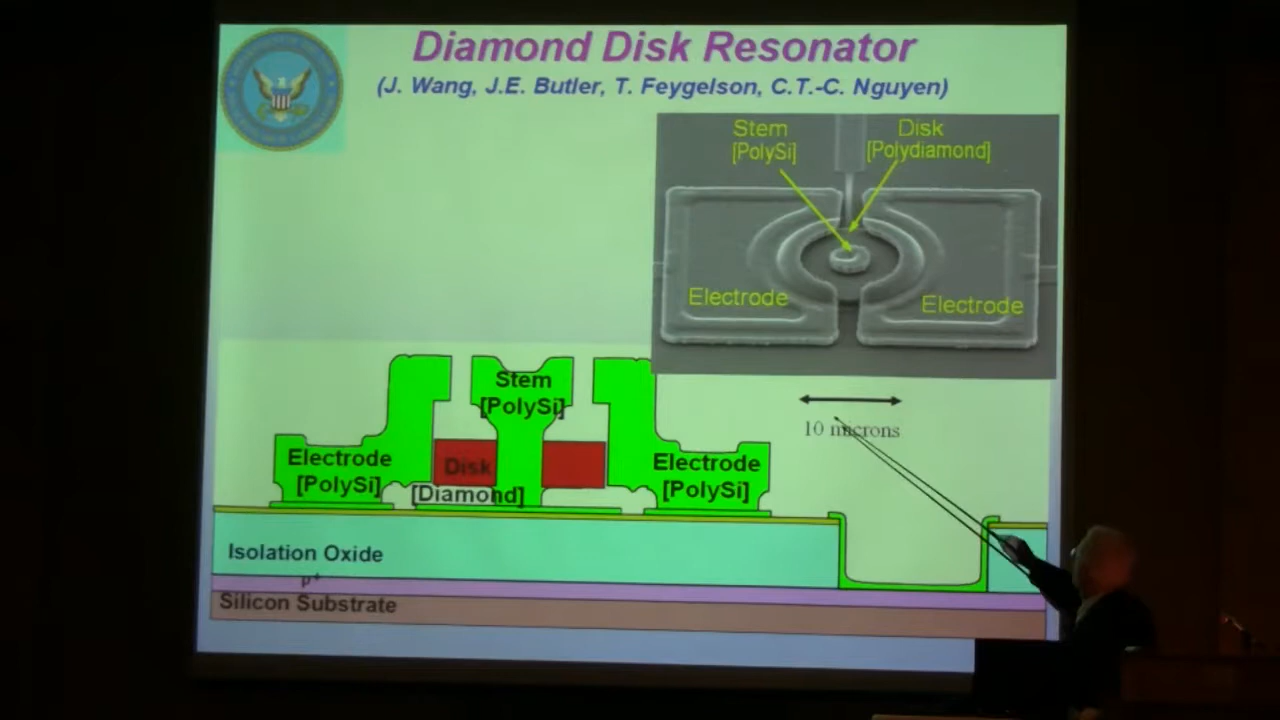 Diamond Disk Resonator
(J. Wang, J.E. Butler, T. Feygelson, C.T.-C. Nguyen)
Stem
[PolySi]
Disk
[Polydiamond]
Electrode
Electrode
10 microns
Stem
[PolySi]
Electrode
[PolySi]
Disk
[Diamond]
Electrode
[PolySi]
Isolation Oxide
p+
Silicon Substrate